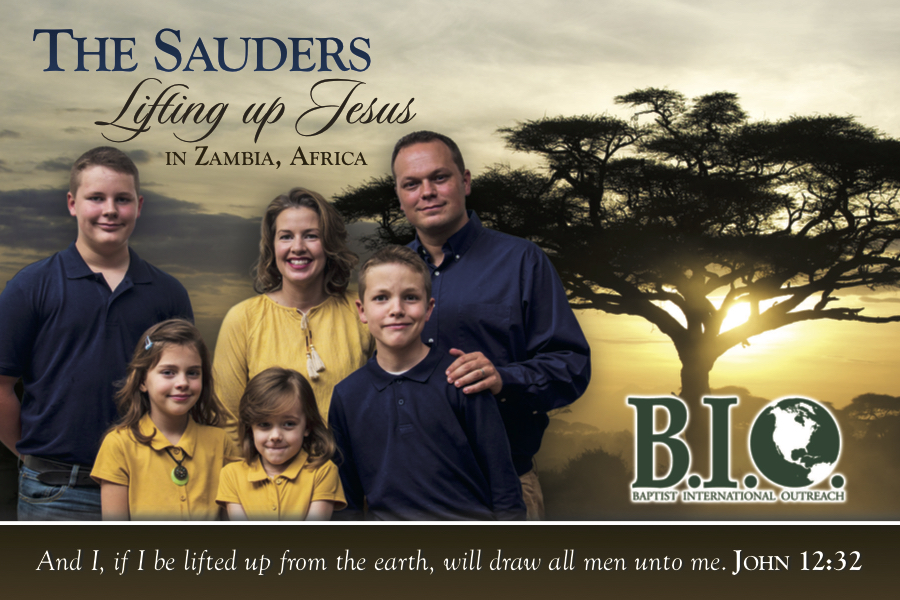 The Sauders
Lifting up Jesus
in Zambia, Africa
B.I.O.
Baptist International Outreach
And I, if I be lifted up from the earth, will draw all men unto me. John 12:32